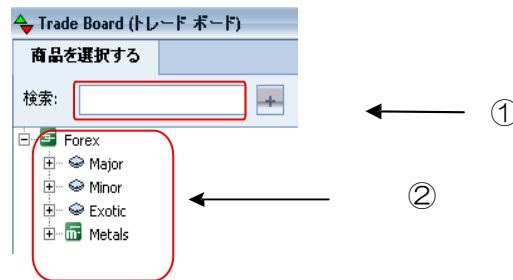 Trade Board (トレード ボード)
商品を選択する
検索:
①
Forex
Major
②
Minor
Exotic
Metals